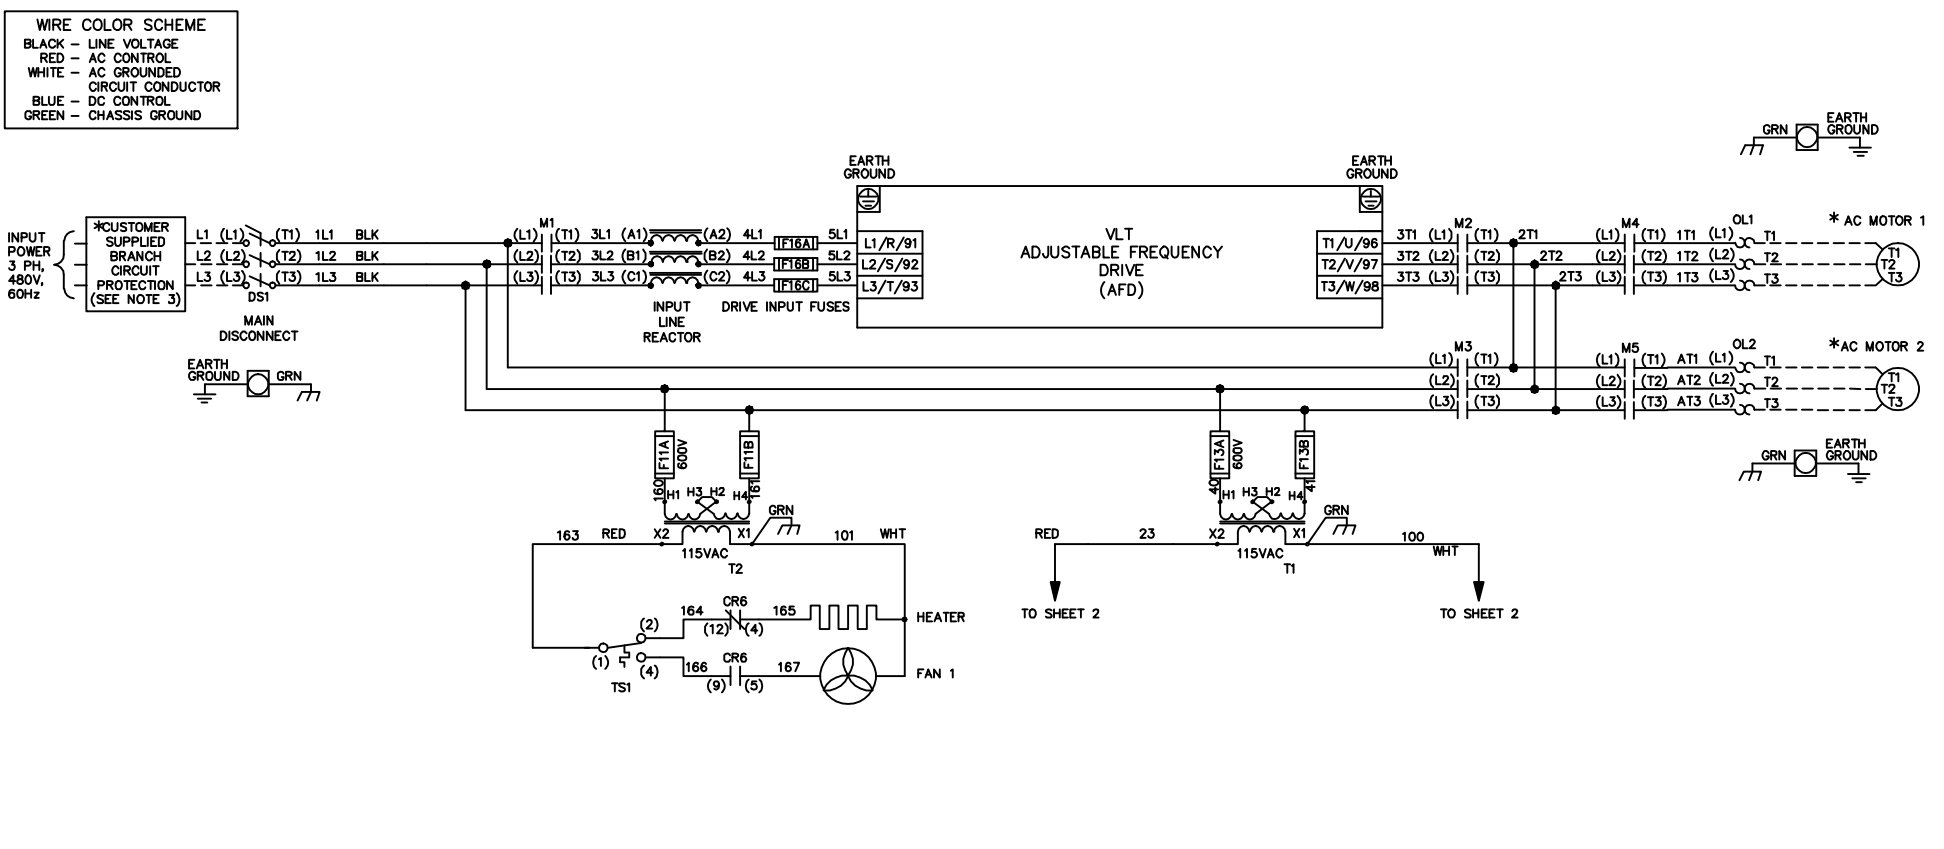 WIRE COLOR SCHEME
BLACK – LINE VOLTAGE
RED – AC CONTROL
WHITE – AC GROUNDED
CIRCUIT CONDUCTOR
BLUE – DC CONTROL
GREEN – CHASSIS GROUND
EARTH
GRN GROUND
EARTH
GROUND
EARTH
GROUND
INPUT
POWER
3 PH,
480V,
60Hz
*CUSTOMER
SUPPLIED
BRANCH
CIRCUIT
PROTECTION
(SEE NOTE 3)
L1 (L1) (T1) 1L1 BLK
L2 (L2) (T2) 1L2 BLK
L3 (L3) (T3) 1L3 BLK
DS1
MAIN
DISCONNECT
M1
(L1) (T1) 3L1 (A1) (A2) 4L1 F16A 5L1 L1/R/91
(L2) (T2) 3L2 (B1) (B2) 4L2 F16B 5L2 L2/S/92
(L3) (T3) 3L3 (C1) (C2) 4L3 F16C 5L3 L3/T/93
INPUT
LINE
REACTOR
DRIVE INPUT FUSES
VLT
ADJUSTABLE FREQUENCY
DRIVE
(AFD)
M2 M4 OL1 * AC MOTOR 1
T1/U/96 3T1 (L1) (T1) 2T1 (L1) (T1) 1T1 (L1) T1 T1
T2/V/97 3T2 (L2) (T2) 2T2 (L2) (T2) 1T2 (L2) T2 T2
T3/W/98 3T3 (L3) (T3) 2T3 (L3) (T3) 1T3 (L3) T3 T3
M3 M5 OL2 *AC MOTOR 2
(L1) (T1) (L1) (T1) AT1 (L1) T1 T1
(L2) (T2) (L2) (T2) AT2 (L2) T2 T2
(L3) (T3) (L3) (T3) AT3 (L3) T3 T3
EARTH
GROUND GRN
EARTH
GRN GROUND
F11A
600V
F11B
160
161
H1 H3 H2 H4
GRN
163 RED X2 X1 101 WHT
115VAC
T2
F13A
600V
F13B
40
41
H1 H3 H2 H4
GRN
RED 23 X2 X1 100
WHT
115VAC
T1
TO SHEET 2
TO SHEET 2
CR6
164 165
(12) (4)
HEATER
(2)
(1)
(4)
TS1
CR6
166 167
(9) (5)
FAN 1